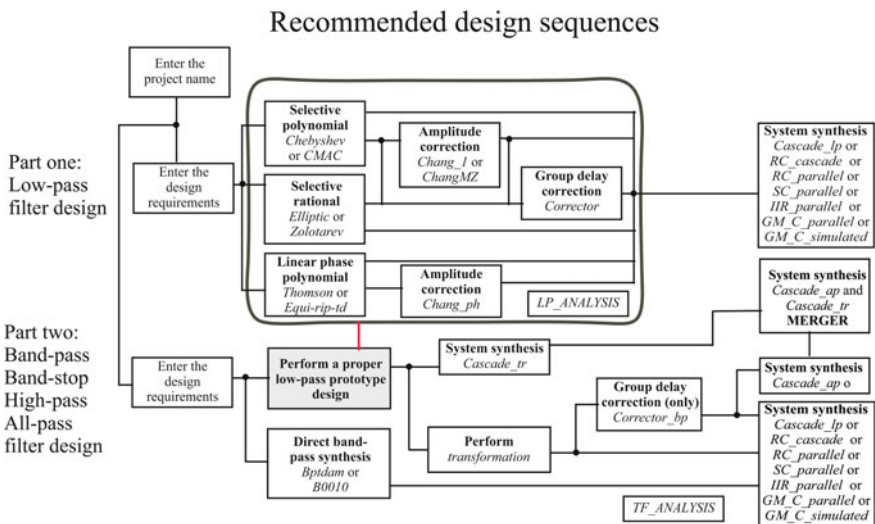 Recommended design sequences
Enter the
project name
Part one:
Low-pass
filter design
Enter the
design
requirements
Selective
polynomial
Chebyshev
or CMAC
Amplitude
correction
Chang_1 or
ChangMZ
Selective
rational
Elliptic or
Zolotarev
Group delay
correction
Corrector
Linear phase
polynomial
Thomson or
Equi-rip-td
Amplitude
correction
Chang_ph
LP_ANALYSIS
System synthesis
Cascade_lp or
RC_cascade or
RC_parallel or
SC_parallel or
IIR_parallel or
GM_C_parallel or
GM_C_simulated
Part two:
Band-pass
Band-stop
High-pass
All-pass
filter design
Enter the
design
requirements
Perform a proper
low-pass prototype
design
System synthesis
Cascade_tr
System synthesis
Cascade_ap and
Cascade_tr
MERGER
Group delay
correction (only)
Corrector_bp
System synthesis
Cascade_ap o
Direct band-
pass synthesis
Bptdam or
B0010
Perform
transformation
System synthesis
Cascade_lp or
RC_cascade or
RC_parallel or
SC_parallel or
IIR_parallel or
GM_C_parallel or
GM_C_simulated
TF_ANALYSIS